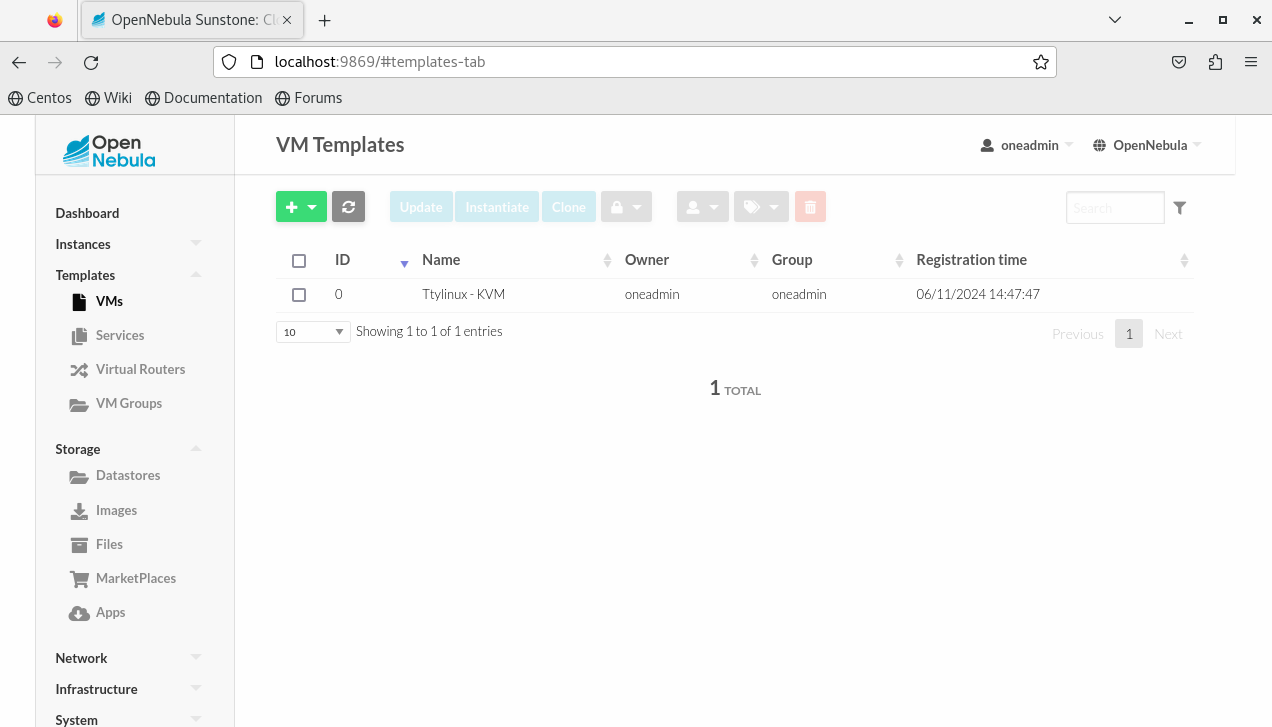 OpenNebula Sunstone: Clo
localhost:9869/#templates-tab
Centos Wiki Documentation Forums
Open Nebula
VM Templates
oneadmin OpenNebula
Dashboard
Instances
Templates
VMs
Services
Virtual Routers
VM Groups
Storage
Datastores
Images
Files
MarketPlaces
Apps
Network
Infrastructure
System
Update Instantiate Clone
Search
ID Name Owner Group Registration time
0 Ttylinux - KVM oneadmin oneadmin 06/11/2024 14:47:47
10 Showing 1 to 1 of 1 entries
Previous 1 Next
1 TOTAL